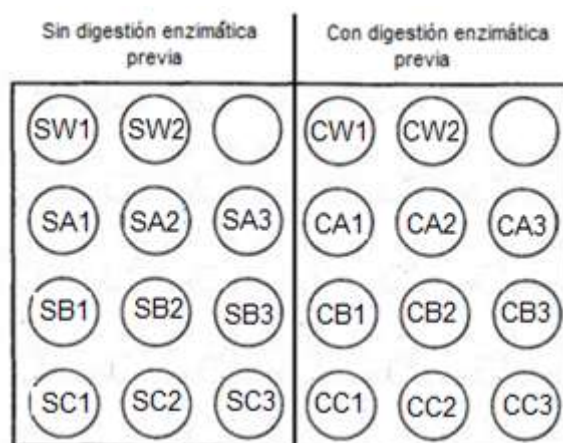 Sin digestión enzimática
previa
Con digestión enzimática
previa
SW1 SW2 CW1 CW2
SA1 SA2 SA3 CA1 CA2 CA3
SB1 SB2 SB3 CB1 CB2 CB3
SC1 SC2 SC3 CC1 CC2 CC3